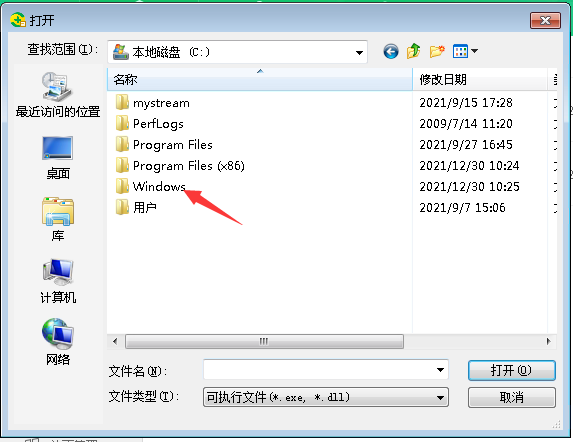 打开
查找范围(I):
本地磁盘 (C:)
最近访问的位置
桌面
库
计算机
网络
名称 修改日期
mystream 2021/9/15 17:28
PerfLogs 2009/7/14 11:20
Program Files 2021/9/27 16:45
Program Files (x86) 2021/12/30 10:24
Windows 2021/12/30 10:25
用户 2021/9/7 15:06
文件名(N):
打开(O)
文件类型(T):
可执行文件(*.exe, *.dll)
取消